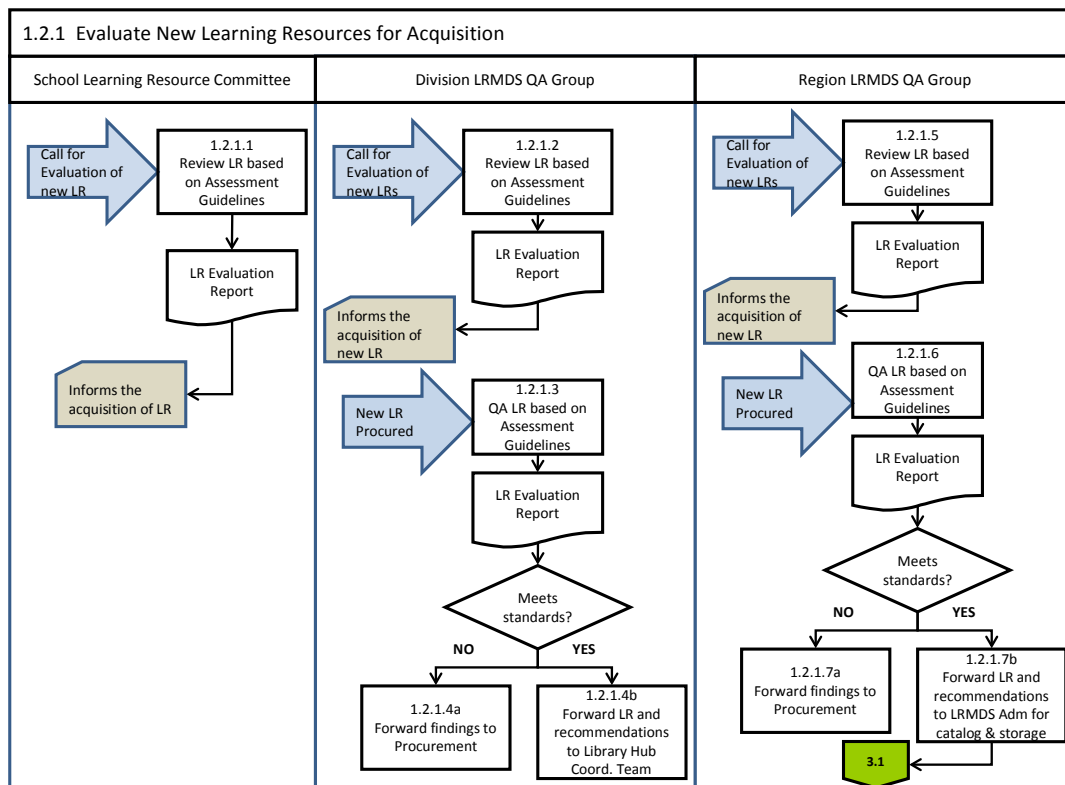 1.2.1 Evaluate New Learning Resources for Acquisition
School Learning Resource Committee
Division LRMDS QA Group
Region LRMDS QA Group
Call for
Evaluation of
new LR
1.2.1.1
Review LR based
on Assessment
Guidelines
LR Evaluation
Report
Informs the
acquisition of LR
Call for
Evaluation of
new LRs
1.2.1.2
Review LR based
on Assessment
Guidelines
LR Evaluation
Report
Informs the
acquisition of
new LR
New LR
Procured
1.2.1.3
QA LR based on
Assessment
Guidelines
LR Evaluation
Report
Meets
standards?
NO
YES
1.2.1.4a
Forward findings to
Procurement
1.2.1.4b
Forward LR and
recommendations
to Library Hub
Coord. Team
Call for
Evaluation of
new LRs
1.2.1.5
Review LR based
on Assessment
Guidelines
LR Evaluation
Report
Informs the
acquisition of
new LR
New LR
Procured
1.2.1.6
QA LR based on
Assessment
Guidelines
LR Evaluation
Report
Meets
standards?
NO
YES
1.2.1.7a
Forward findings to
Procurement
1.2.1.7b
Forward LR and
recommendations
to LRMDS Adm for
catalog & storage
3.1